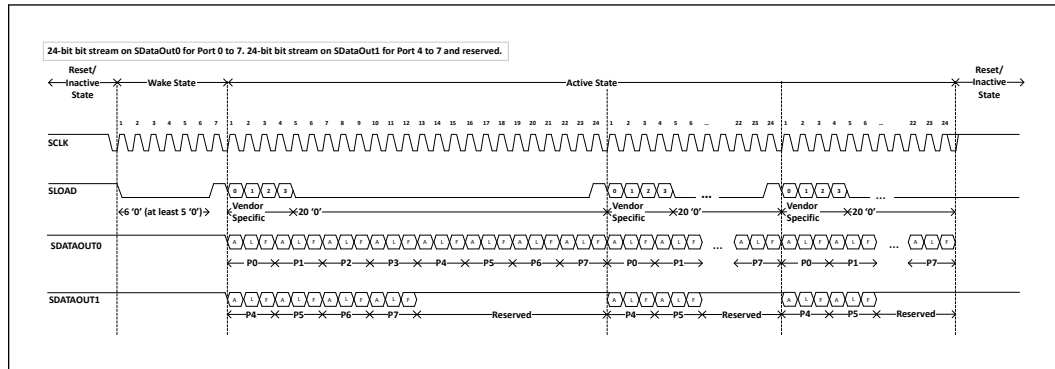 24-bit bit stream on SDataOut0 for Port 0 to 7. 24-bit bit stream on SDataOut1 for Port 4 to 7 and reserved.
Reset/ Inactive State
Wake State
Active State
Reset/ Inactive State
1 2 3 4 5 6 7 1 2 3 4 5 6 7 8 9 10 11 12 13 14 15 16 17 18 19 20 21 22 23 24 1 2 3 4 5 6 ... 22 23 24 1 2 3 4 5 6 ... 22 23 24
SCLK
SLOAD
0 1 2 3 0 1 2 3 ... 0 1 2 3 ...
6 '0' (at least 5 '0') Vendor Specific 20 '0' Vendor Specific 20 '0' Vendor Specific 20 '0'
SDATAOUT0
A L F A L F A L F A L F A L F A L F A L F A L F A L F A L F ... A L F A L F A L F ... A L F
P0 P1 P2 P3 P4 P5 P6 P7 P0 P1 P7 P0 P1 P7
SDATAOUT1
A L F A L F A L F A L F A L F A L F A L F A L F
P4 P5 P6 P7 Reserved P4 P5 Reserved P4 P5 Reserved